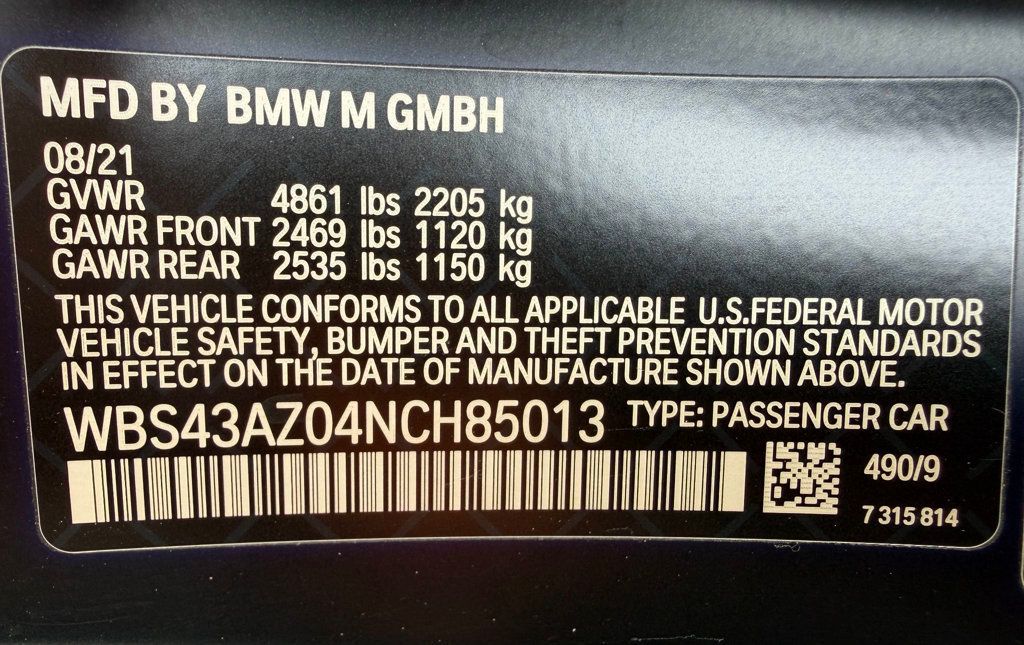 MFD BY BMW M GMBH
08/21
GVWR 4861 lbs 2205 kg
GAWR FRONT 2469 lbs 1120 kg
GAWR REAR 2535 lbs 1150 kg
THIS VEHICLE CONFORMS TO ALL APPLICABLE U.S.FEDERAL MOTOR
VEHICLE SAFETY, BUMPER AND THEFT PREVENTION STANDARDS
IN EFFECT ON THE DATE OF MANUFACTURE SHOWN ABOVE.
WBS43AZ04NCH85013 TYPE: PASSENGER CAR
490/9
7 315 814